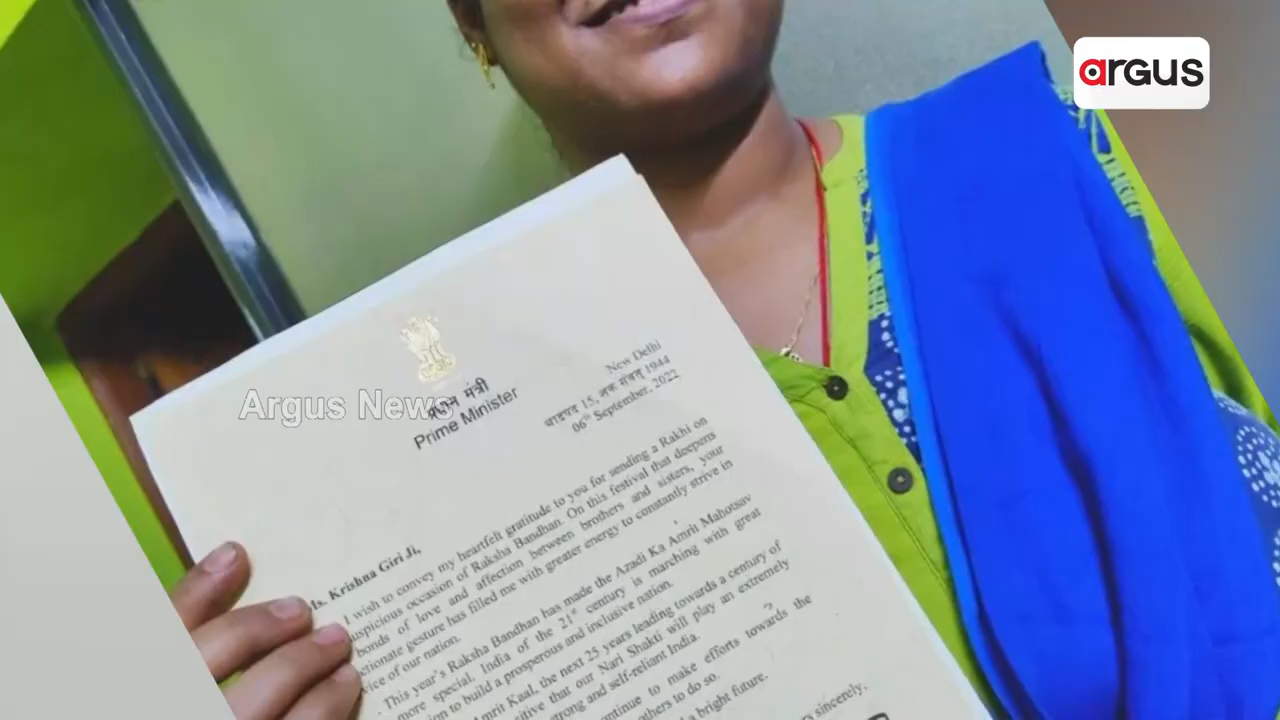 argus
Argus News
प्रधान मंत्री
Prime Minister
New Delhi
भाद्रपद 15, शक संवत् 1944
06th September, 2022
Ms. Krishna Giri Ji,
I wish to convey my heartfelt gratitude to you for sending a Rakhi on
auspicious occasion of Raksha Bandhan. On this festival that deepens
bonds of love and affection between brothers and sisters, your
ctionate gesture has filled me with greater energy to constantly strive in
vice of our nation.
This year's Raksha Bandhan has made the Azadi Ka Amrit Mahotsav
more special. India of the 21st century is marching with great
ion to build a prosperous and inclusive nation.
Amrit Kaal, the next 25 years leading towards a century of
sitive that our Nari Shakti will play an extremely
strong and self-reliant India.
ontinue to make efforts towards the
others to do so.
a bright future.
rs sincerely,